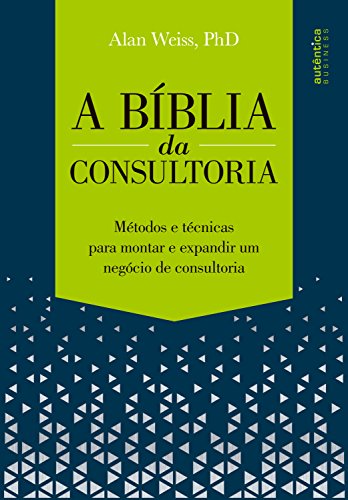 Alan Weiss, PhD
autêntica
BUSINESS
A BÍBLIA
da
CONSULTORIA
Métodos e técnicas
para montar e expandir um
negócio de consultoria